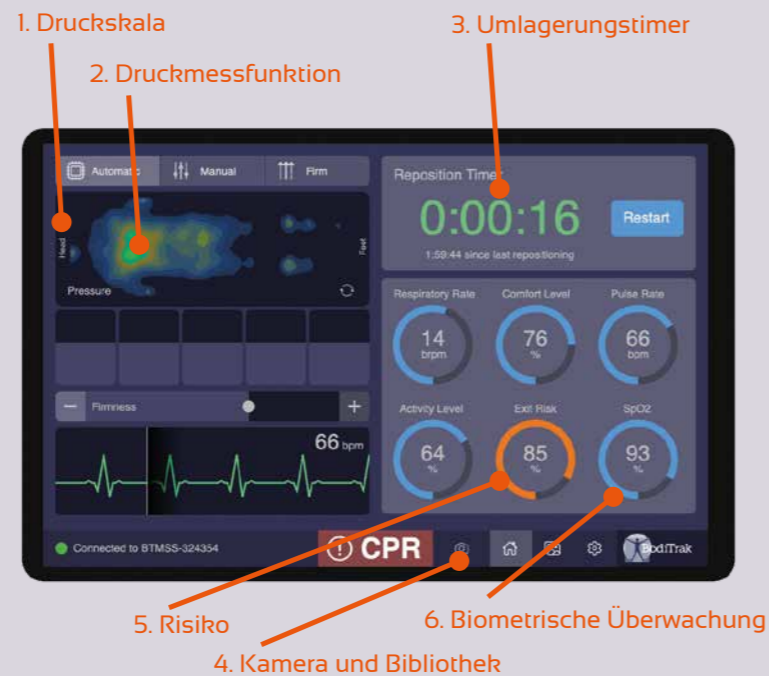 1. Druckskala
3. Umlagerungstimer
2. Druckmessfunktion
Automatic
Manual
Firm
Head
Feet
Pressure
Reposition Timer
0:00:16
Restart
1:59:44 since last repositioning
Respiratory Rate
Comfort Level
Pulse Rate
14
brpm
76
%
66
bpm
Firmness
Activity Level
Exit Risk
SpO2
64
%
85
%
93
%
66 bpm
Connected to BTMSS-324354
CPR
BodiTrak
5. Risiko
6. Biometrische Überwachung
4. Kamera und Bibliothek